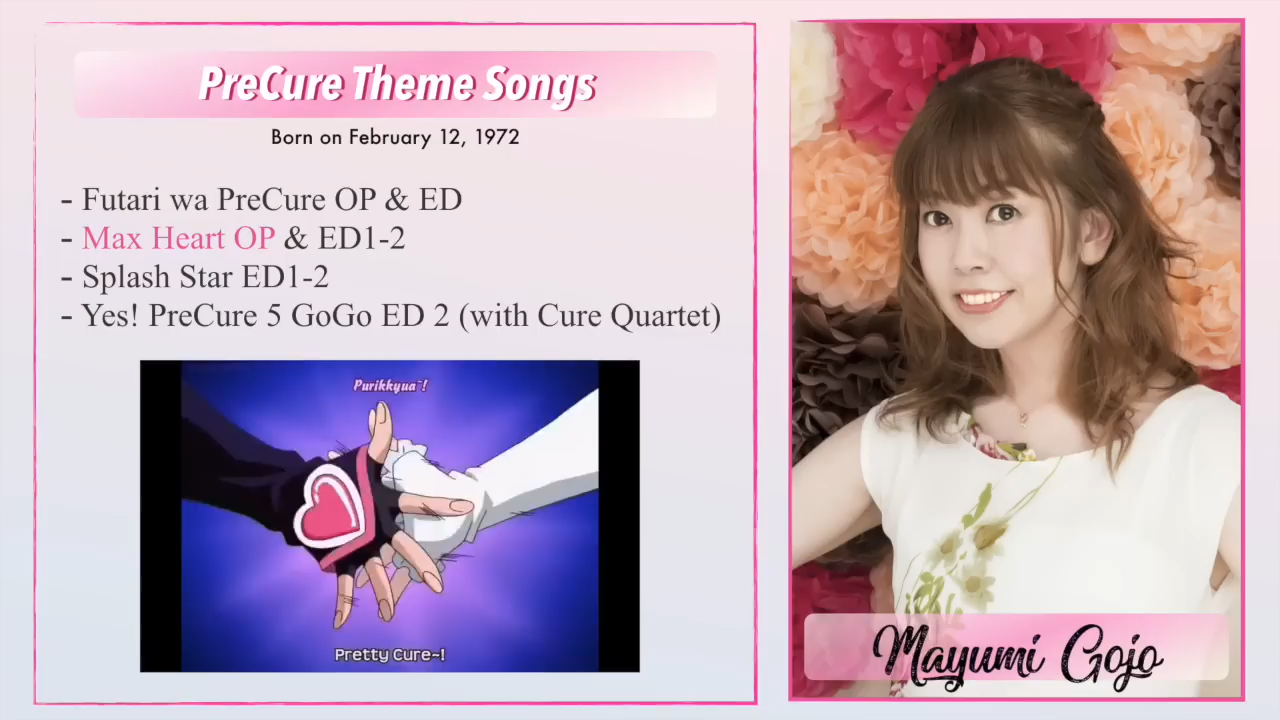 PreCure Theme Songs
Born on February 12, 1972
- Futari wa PreCure OP & ED
- Max Heart OP & ED1-2
- Splash Star ED1-2
- Yes! PreCure 5 GoGo ED 2 (with Cure Quartet)
Purikkyua~!
Pretty Cure~!
Mayumi Gojo